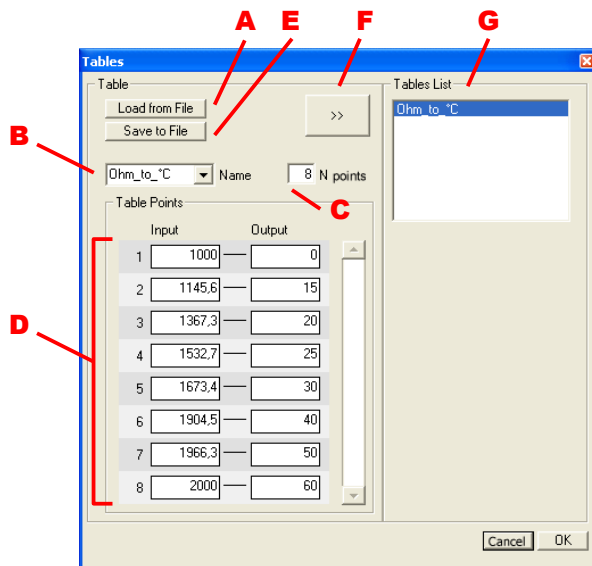 A E F G
Tables
Table
Tables List
Load from File
Save to File
>>
Ohm_to_°C
B
Ohm_to_°C Name 8 N points
C
Table Points
Input Output
1 1000 0
2 1145,6 15
D
3 1367,3 20
4 1532,7 25
5 1673,4 30
6 1904,5 40
7 1966,3 50
8 2000 60
Cancel OK